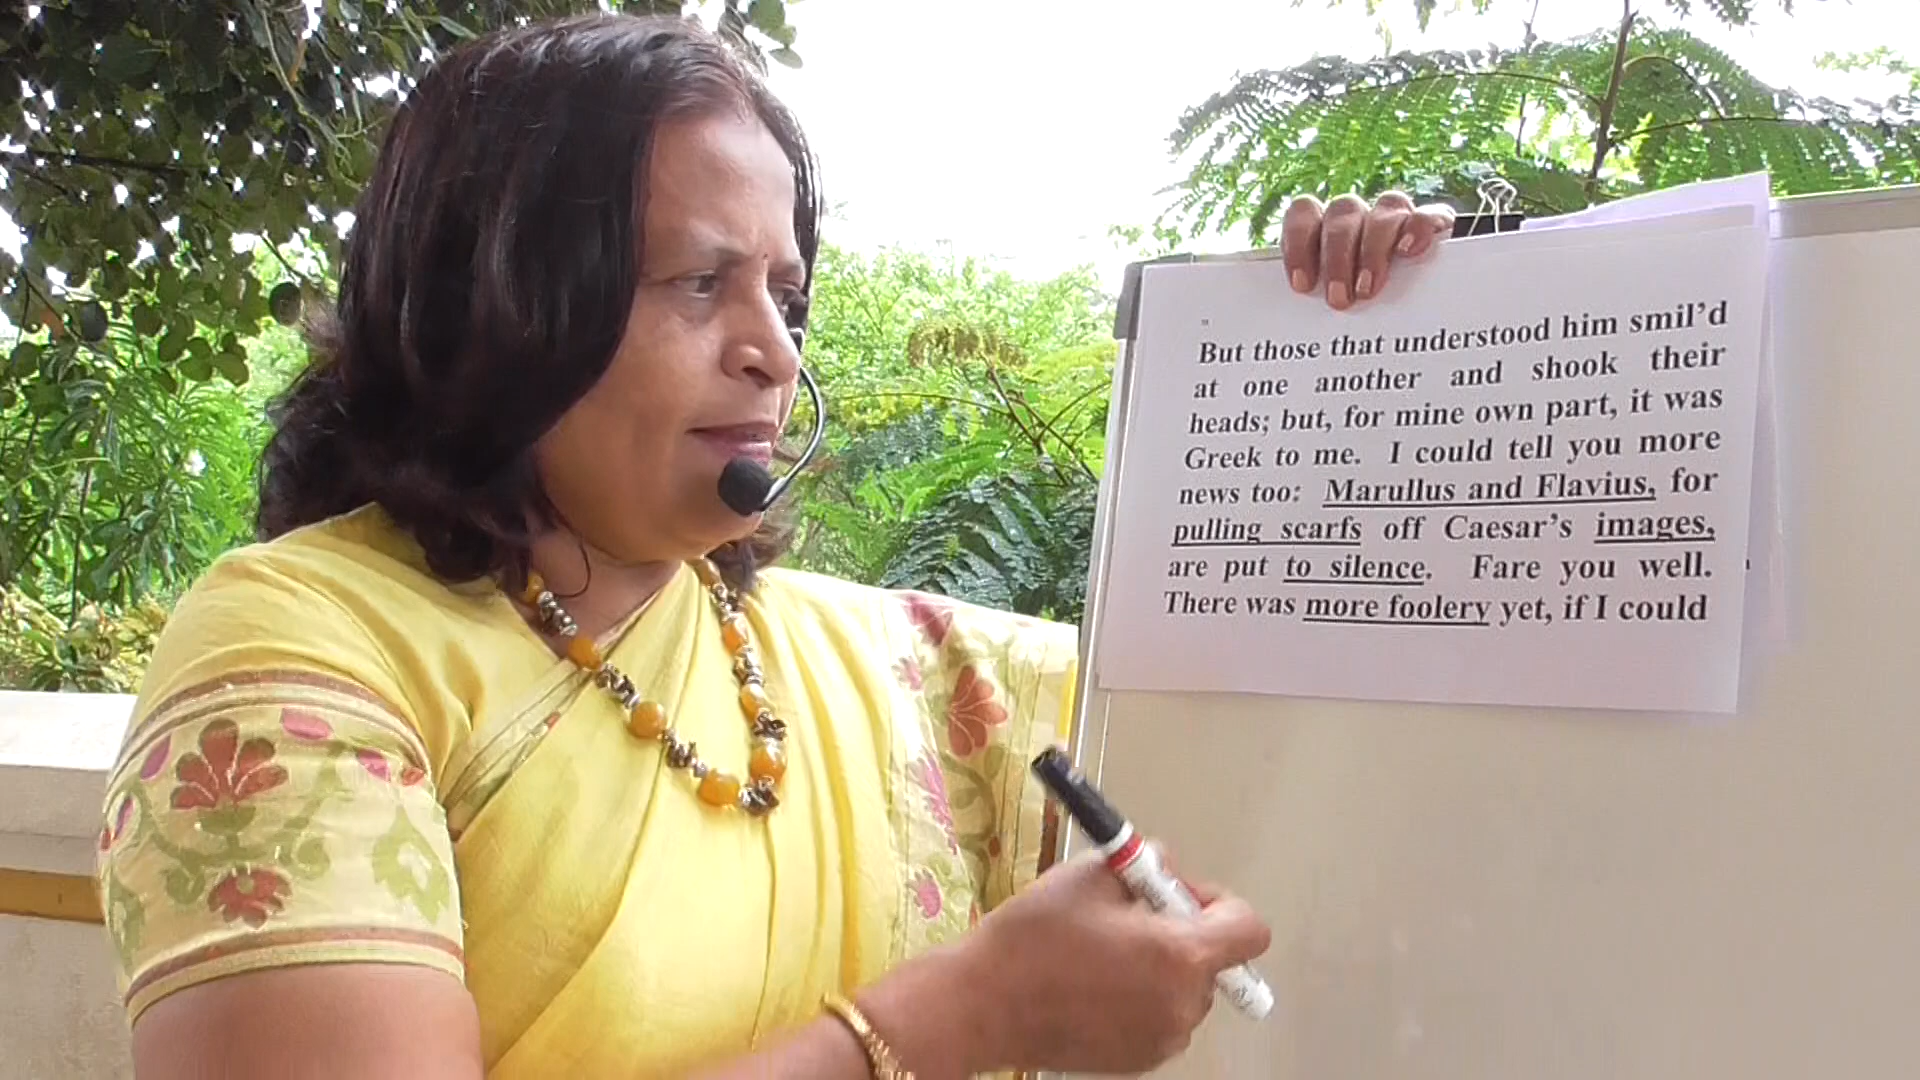 But those that understood him smil’d
at one another and shook their
heads; but, for mine own part, it was
Greek to me. I could tell you more
news too: Marullus and Flavius, for
pulling scarfs off Caesar’s images,
are put to silence. Fare you well.
There was more foolery yet, if I could